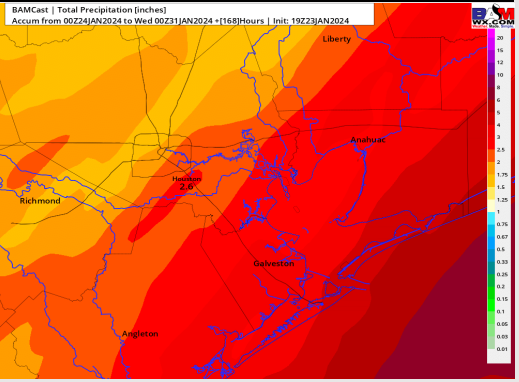 BAMCast | Total Precipitation [inches]
Accum from 00Z24JAN2024 to Wed 00Z31JAN2024 +[168]Hours | Init: 19Z23JAN2024
BAM
WX.COM
Liberty
Anahuac
Houston
2.6
Richmond
Galveston
Angleton
20
15
12
10
8
6
5
4
3
2.5
2
1.75
1.5
1.25
1
0.75
0.67
0.5
0.33
0.25
0.2
0.15
0.1
0.05
0.03
0.01